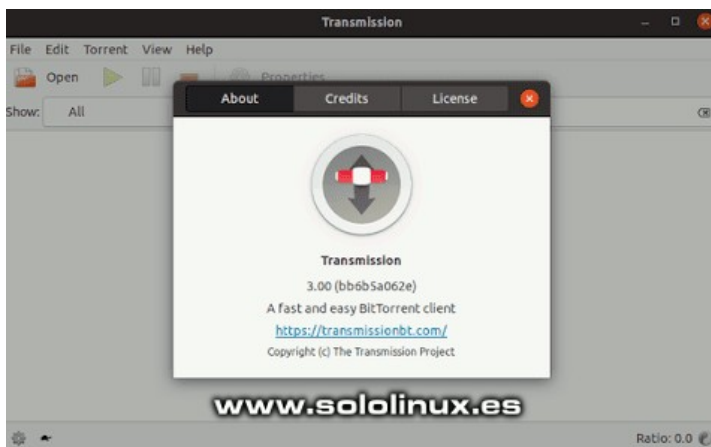 Transmission
File Edit Torrent View Help
Open Properties
Show: All
About Credits License
Transmission
3.00 (bb6b5a062e)
A fast and easy BitTorrent client
https://transmissionbt.com/
Copyright (c) The Transmission Project
www.sololinux.es
Ratio: 0.0